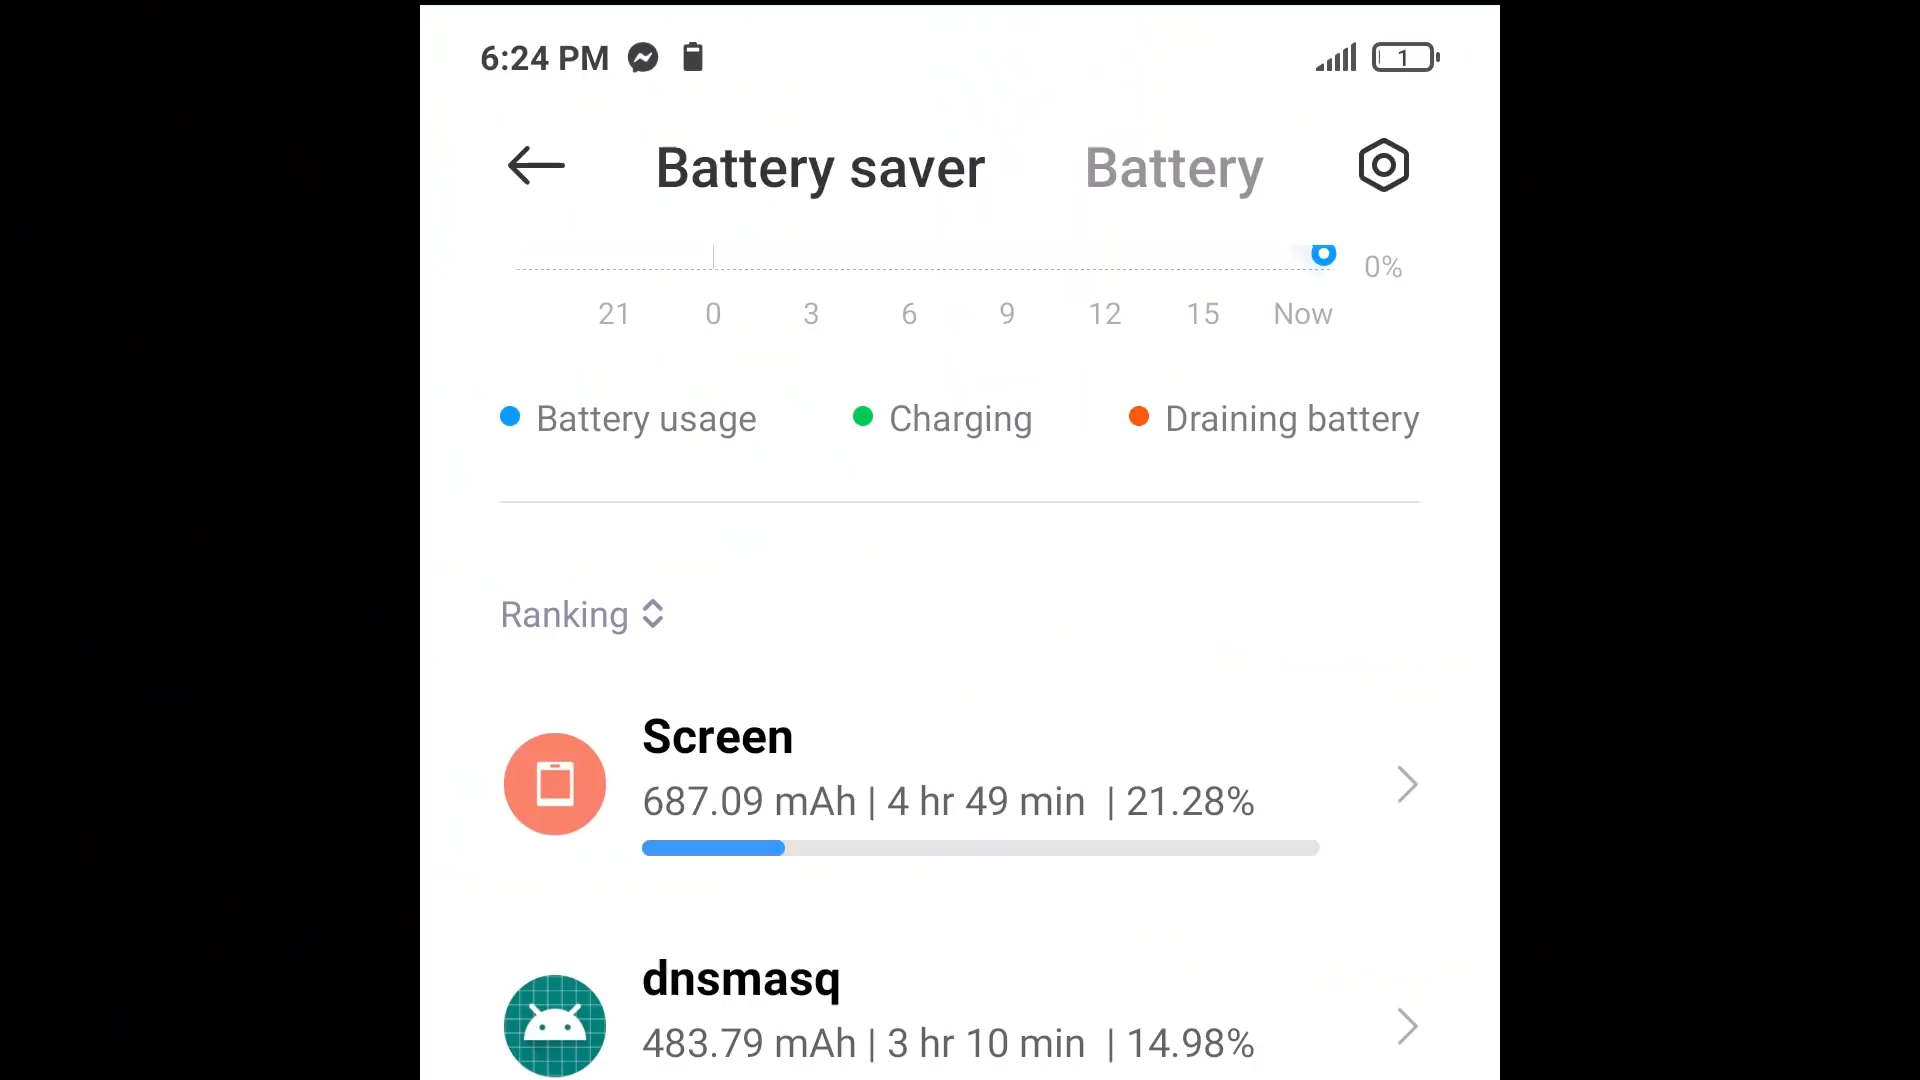 6:24 PM 1
Battery saver Battery
0%
21 0 3 6 9 12 15 Now
Battery usage Charging Draining battery
Ranking
Screen
687.09 mAh | 4 hr 49 min | 21.28%
dnsmasq
483.79 mAh | 3 hr 10 min | 14.98%